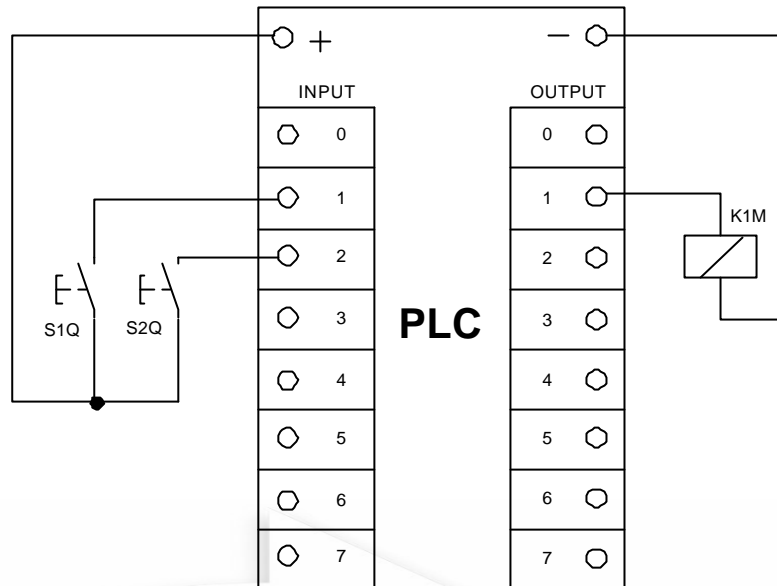 + −
INPUT OUTPUT
0 0
1 1
K1M
2 2
S1Q S2Q
3 PLC 3
4 4
5 5
6 6
7 7